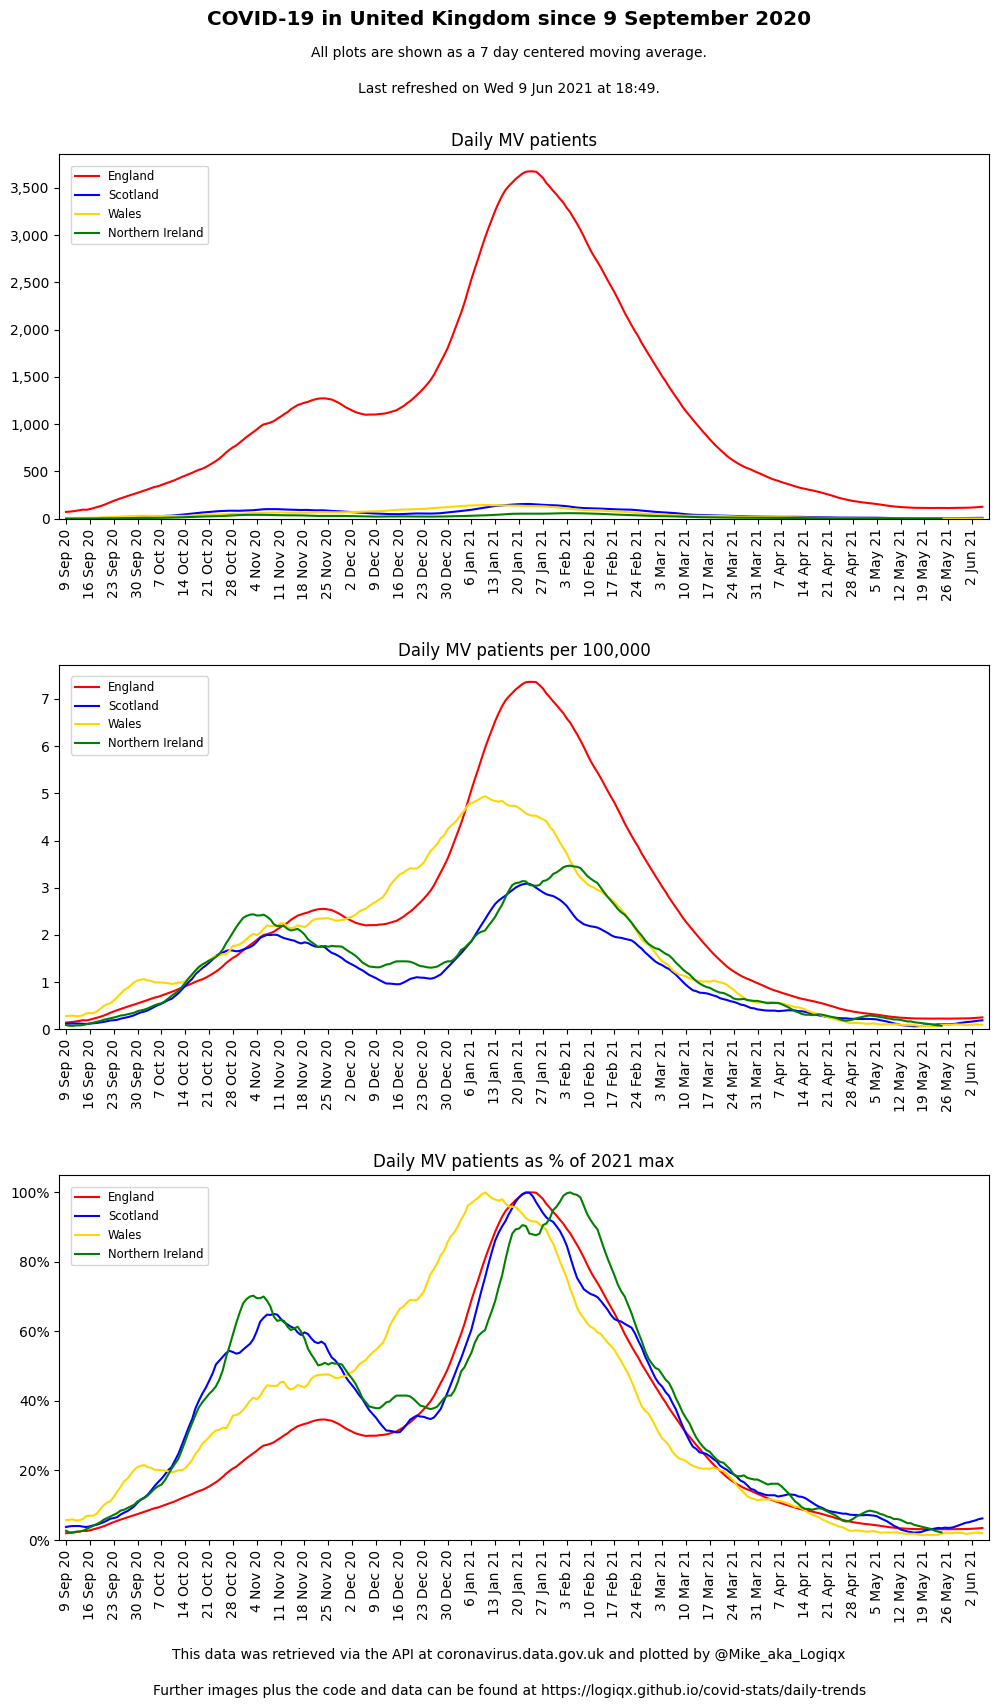 COVID-19 in United Kingdom since 9 September 2020
All plots are shown as a 7 day centered moving average.
Last refreshed on Wed 9 Jun 2021 at 18:49.
Daily MV patients
England
Scotland
Wales
Northern Ireland
3,500
3,000
2,500
2,000
1,500
1,000
500
0
9 Sep 20
16 Sep 20
23 Sep 20
30 Sep 20
7 Oct 20
14 Oct 20
21 Oct 20
28 Oct 20
4 Nov 20
11 Nov 20
18 Nov 20
25 Nov 20
2 Dec 20
9 Dec 20
16 Dec 20
23 Dec 20
30 Dec 20
6 Jan 21
13 Jan 21
20 Jan 21
27 Jan 21
3 Feb 21
10 Feb 21
17 Feb 21
24 Feb 21
3 Mar 21
10 Mar 21
17 Mar 21
24 Mar 21
31 Mar 21
7 Apr 21
14 Apr 21
21 Apr 21
28 Apr 21
5 May 21
12 May 21
19 May 21
26 May 21
2 Jun 21
Daily MV patients per 100,000
England
Scotland
Wales
Northern Ireland
7
6
5
4
3
2
1
0
9 Sep 20
16 Sep 20
23 Sep 20
30 Sep 20
7 Oct 20
14 Oct 20
21 Oct 20
28 Oct 20
4 Nov 20
11 Nov 20
18 Nov 20
25 Nov 20
2 Dec 20
9 Dec 20
16 Dec 20
23 Dec 20
30 Dec 20
6 Jan 21
13 Jan 21
20 Jan 21
27 Jan 21
3 Feb 21
10 Feb 21
17 Feb 21
24 Feb 21
3 Mar 21
10 Mar 21
17 Mar 21
24 Mar 21
31 Mar 21
7 Apr 21
14 Apr 21
21 Apr 21
28 Apr 21
5 May 21
12 May 21
19 May 21
26 May 21
2 Jun 21
Daily MV patients as % of 2021 max
England
Scotland
Wales
Northern Ireland
100%
80%
60%
40%
20%
0%
9 Sep 20
16 Sep 20
23 Sep 20
30 Sep 20
7 Oct 20
14 Oct 20
21 Oct 20
28 Oct 20
4 Nov 20
11 Nov 20
18 Nov 20
25 Nov 20
2 Dec 20
9 Dec 20
16 Dec 20
23 Dec 20
30 Dec 20
6 Jan 21
13 Jan 21
20 Jan 21
27 Jan 21
3 Feb 21
10 Feb 21
17 Feb 21
24 Feb 21
3 Mar 21
10 Mar 21
17 Mar 21
24 Mar 21
31 Mar 21
7 Apr 21
14 Apr 21
21 Apr 21
28 Apr 21
5 May 21
12 May 21
19 May 21
26 May 21
2 Jun 21
This data was retrieved via the API at coronavirus.data.gov.uk and plotted by @Mike_aka_Logiqx
Further images plus the code and data can be found at https://logiqx.github.io/covid-stats/daily-trends